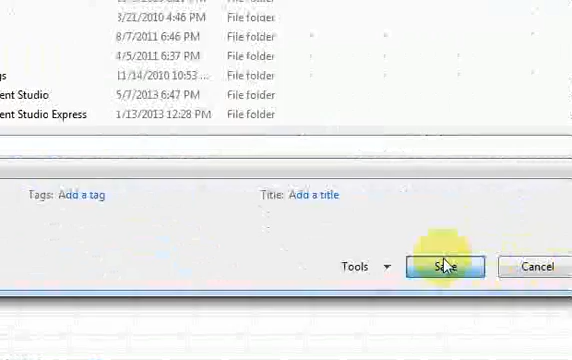 3/21/2010 4:46 PM File folder
8/7/2011 6:46 PM File folder
4/5/2011 6:37 PM File folder
gs 11/14/2010 10:53 ... File folder
ent Studio 5/7/2013 6:47 PM File folder
ent Studio Express 1/13/2013 12:28 PM File folder
Tags: Add a tag Title: Add a title
Tools Save Cancel